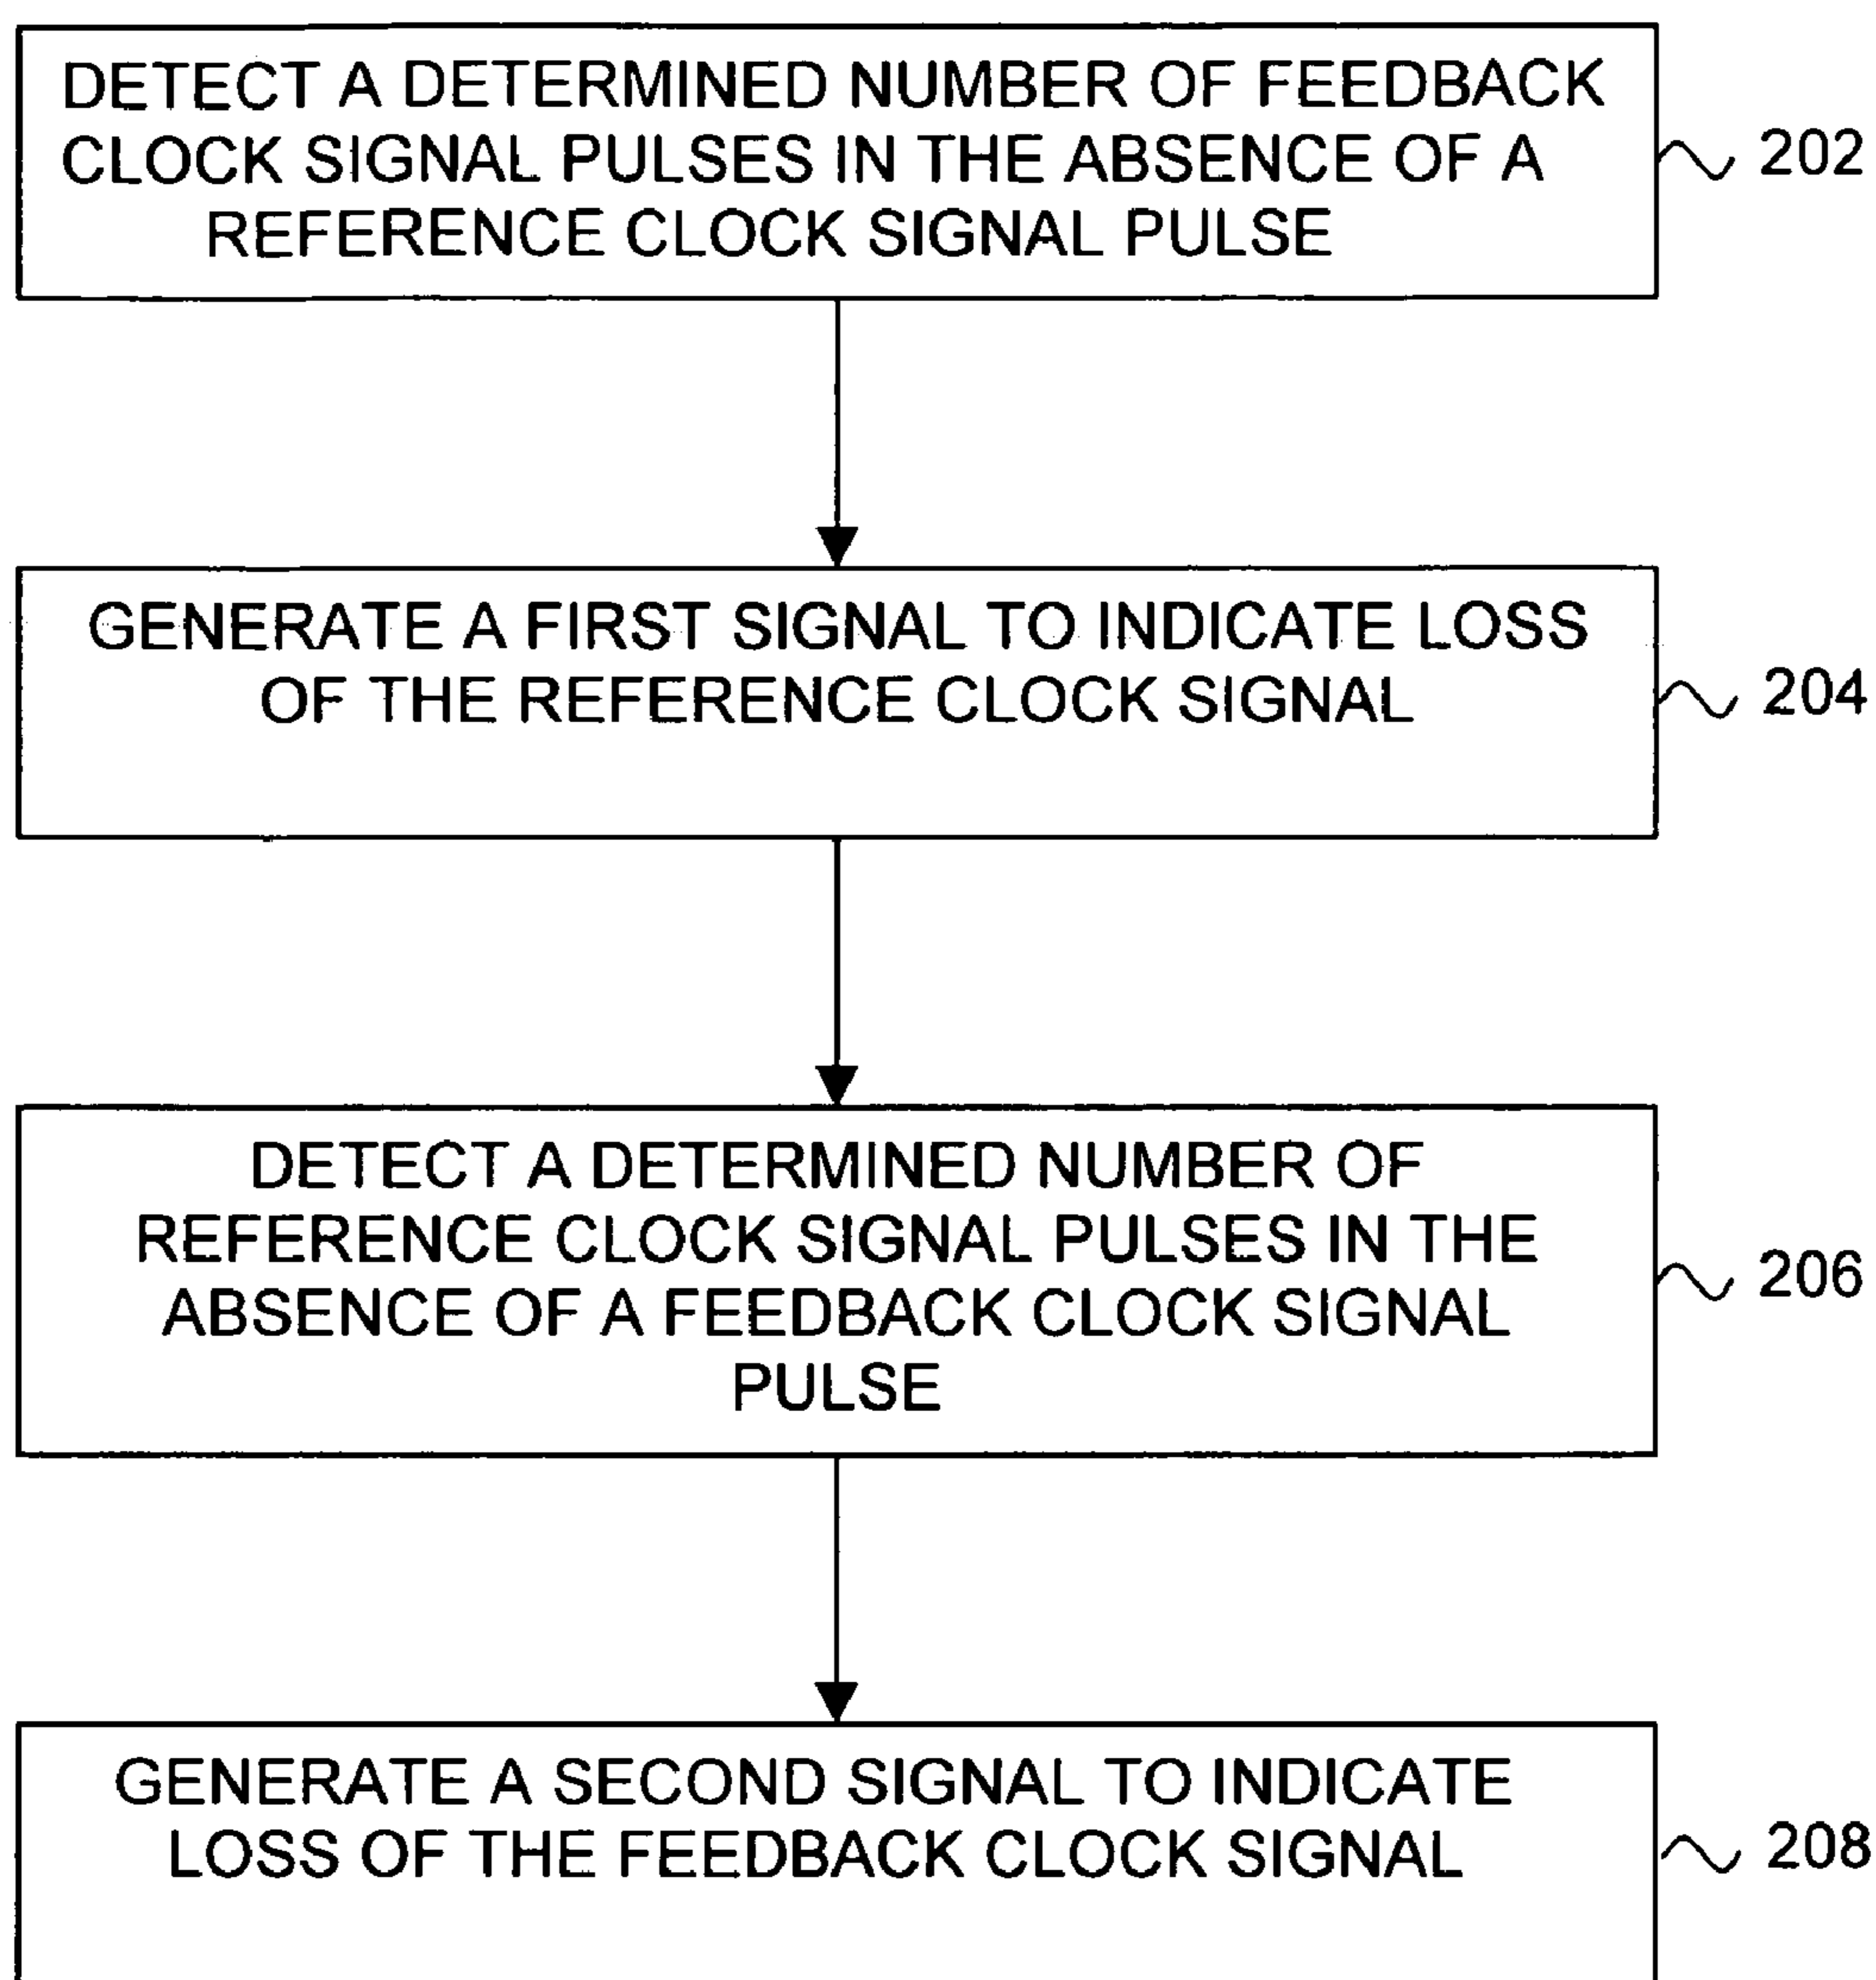 DETECT A DETERMINED NUMBER OF FEEDBACK
CLOCK SIGNAL PULSES IN THE ABSENCE OF A
REFERENCE CLOCK SIGNAL PULSE
202
GENERATE A FIRST SIGNAL TO INDICATE LOSS
OF THE REFERENCE CLOCK SIGNAL
204
DETECT A DETERMINED NUMBER OF
REFERENCE CLOCK SIGNAL PULSES IN THE
ABSENCE OF A FEEDBACK CLOCK SIGNAL
PULSE
206
GENERATE A SECOND SIGNAL TO INDICATE
LOSS OF THE FEEDBACK CLOCK SIGNAL
208